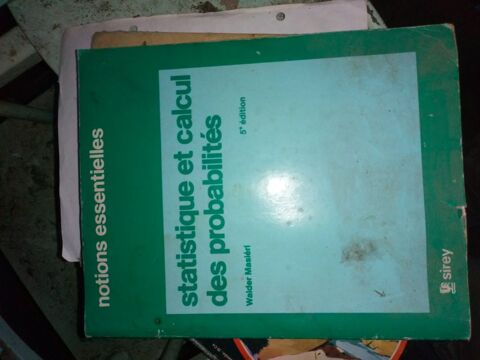 notions essentielles
statistique et calcul
des probabilités
5e édition
Walder Masiéri
sirey